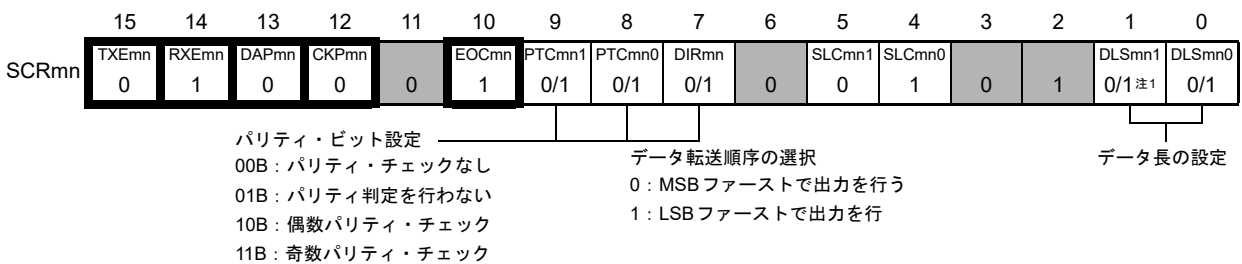 15 14 13 12 11 10 9 8 7 6 5 4 3 2 1 0
SCRmn
TXEmn RXEmn DAPmn CKPmn EOCmn PTCmn1 PTCmn0 DIRmn SLCmn1 SLCmn0 DLSmn1 DLSmn0
0 1 0 0 0 1 0/1 0/1 0/1 0 0 1 0 1 0/1注1 0/1
パリティ・ビット設定
00B:パリティ・チェックなし
01B:パリティ判定を行わない
10B:偶数パリティ・チェック
11B:奇数パリティ・チェック
データ転送順序の選択
0:MSBファーストで出力を行う
1:LSBファーストで出力を行
データ長の設定